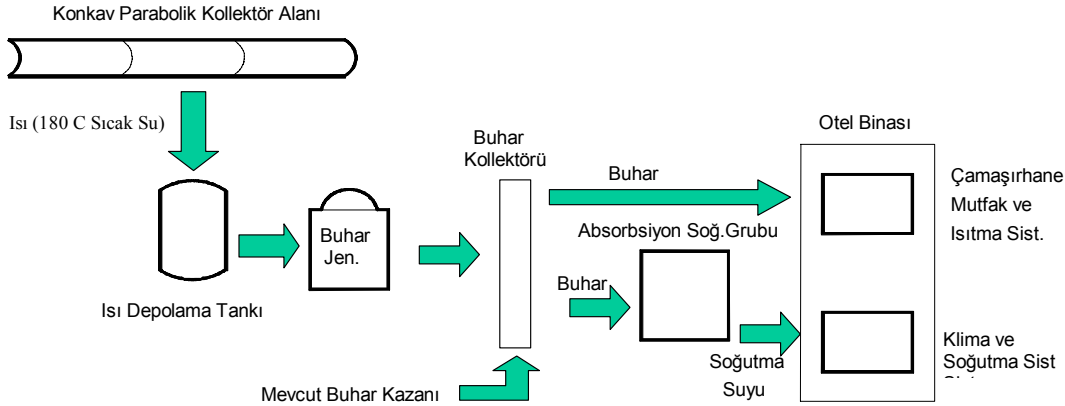 Konkav Parabolik Kollektör Alanı
Isı (180 C Sıcak Su)
Isı Depolama Tankı
Buhar
Jen.
Buhar
Kollektörü
Mevcut Buhar Kazanı
Buhar
Absorbsiyon Soğ.Grubu
Buhar
Soğutma
Suyu
Otel Binası
Çamaşırhane
Mutfak ve
Isıtma Sist.
Klima ve
Soğutma Sist